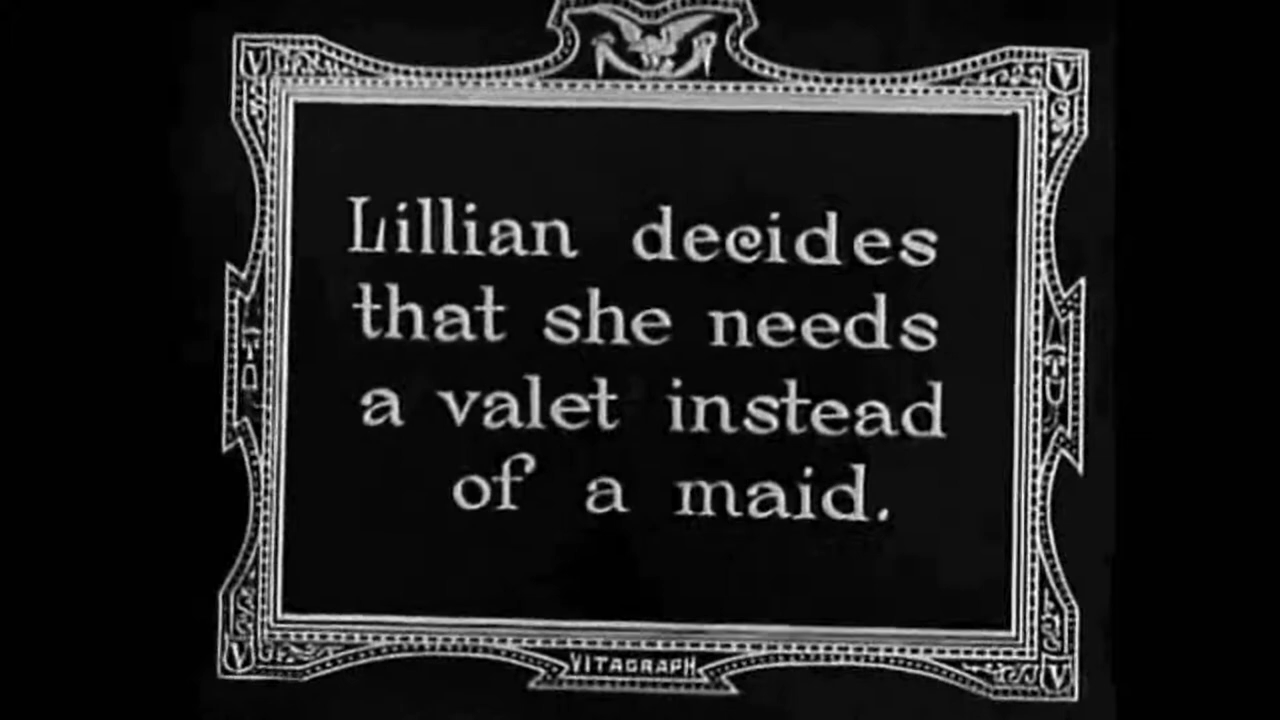 V V
Lillian decides
that she needs
a valet instead
of a maid.
V V
VITAGRAPH